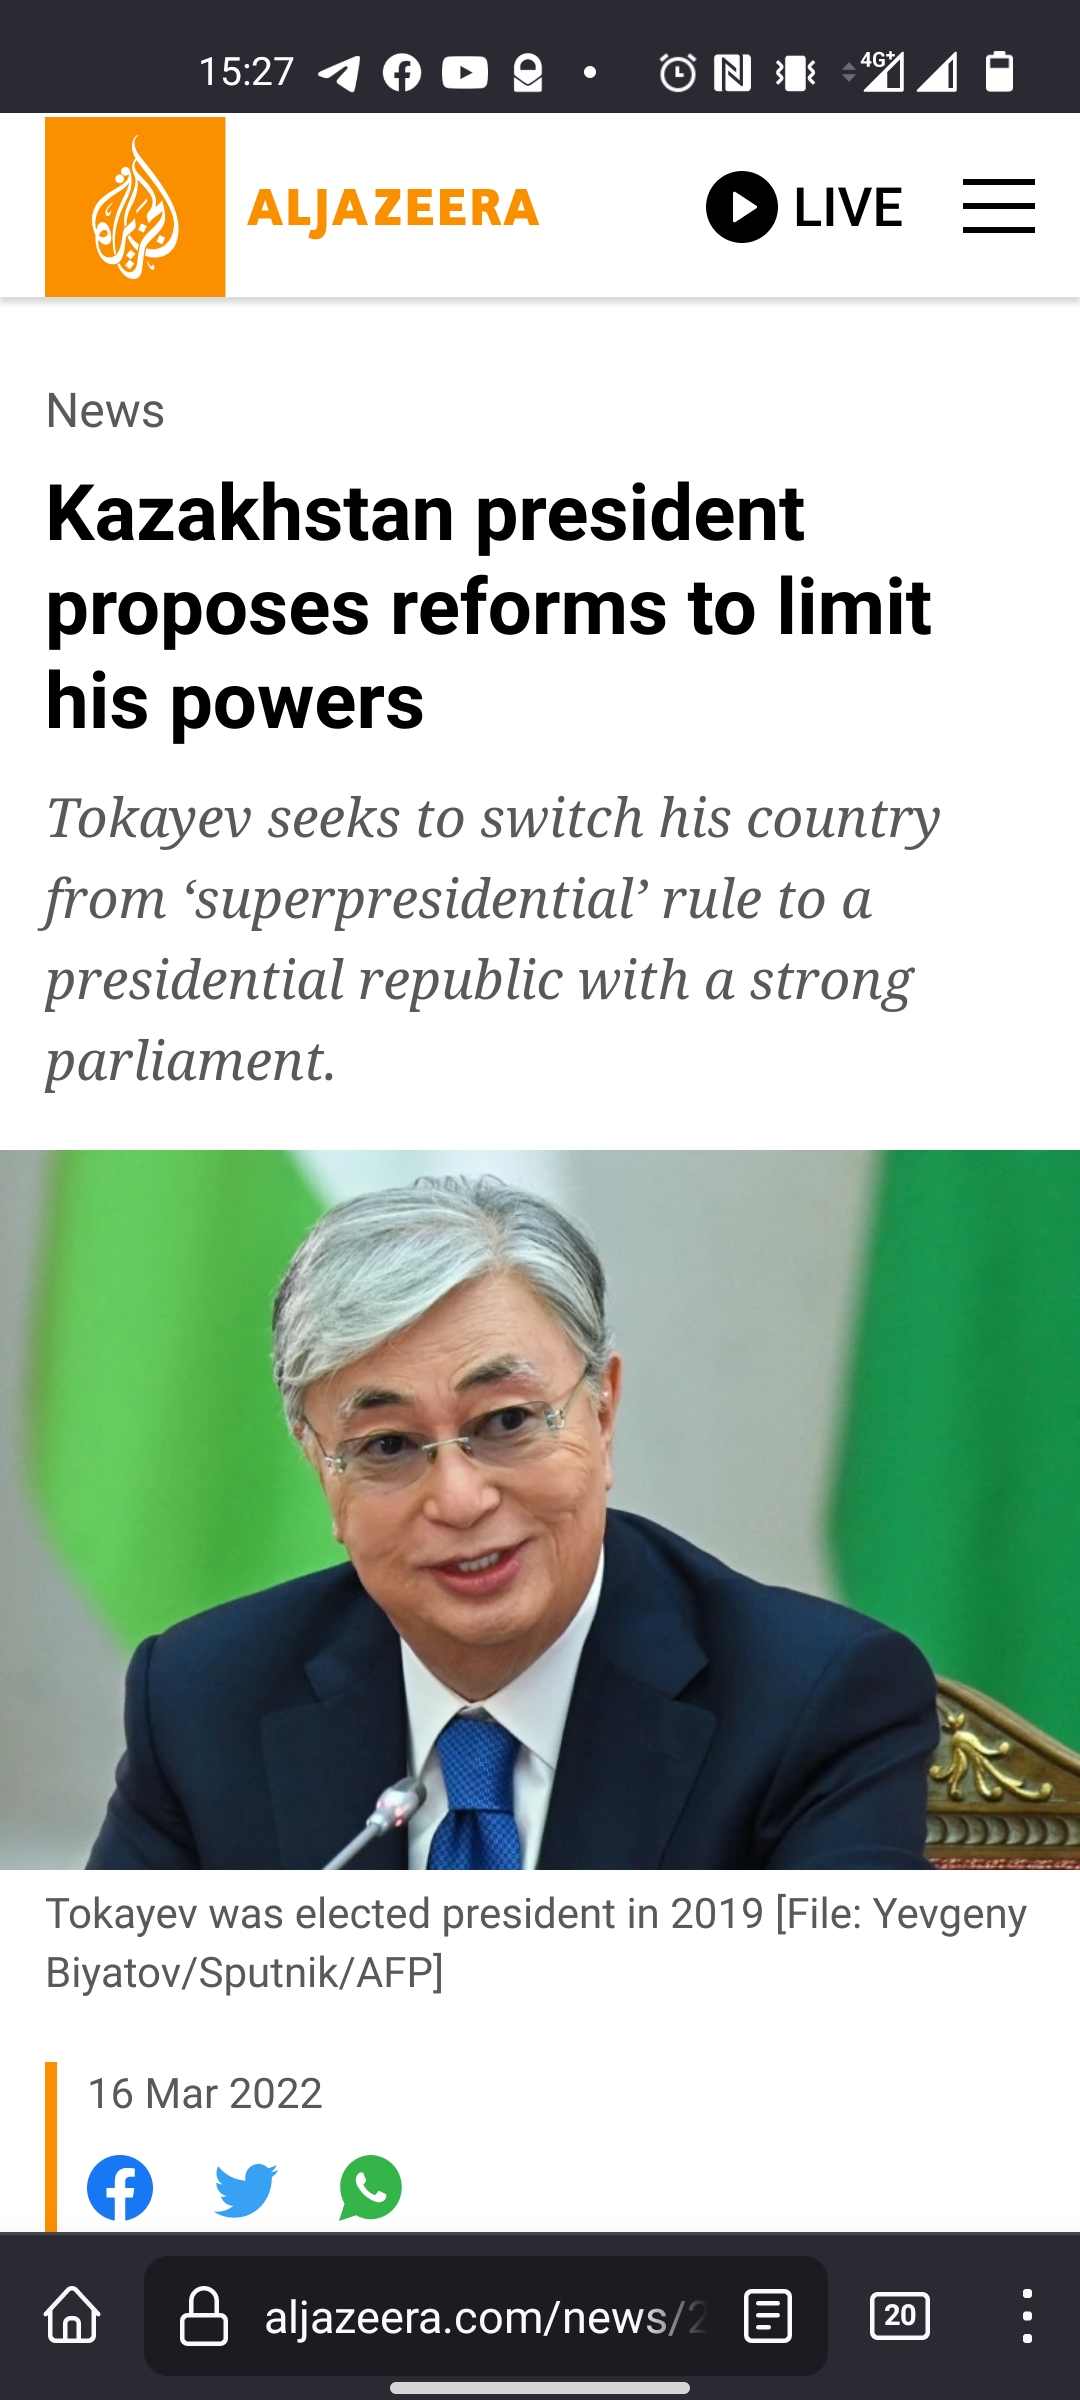 15:27
4G+
ALJAZEERA
LIVE
News
Kazakhstan president
proposes reforms to limit
his powers
Tokayev seeks to switch his country
from ‘superpresidential’ rule to a
presidential republic with a strong
parliament.
Tokayev was elected president in 2019 [File: Yevgeny
Biyatov/Sputnik/AFP]
16 Mar 2022
aljazeera.com/news/2
20